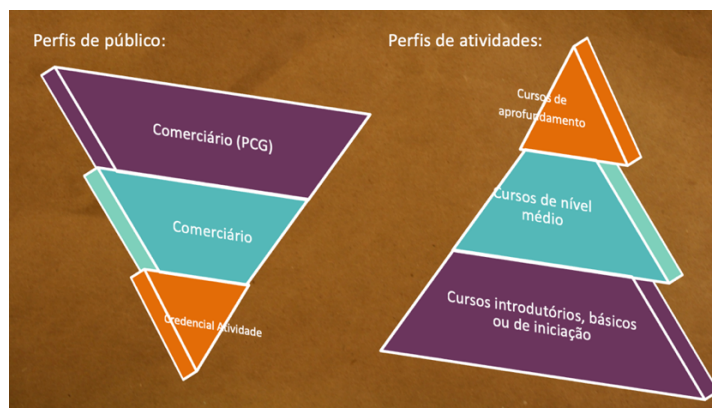 Perfis de público:
Comerciário (PCG)
Comerciário
Credencial Atividade
Perfis de atividades:
Cursos de
aprofundamento
Cursos de nível
médio
Cursos introdutórios, básicos
ou de iniciação